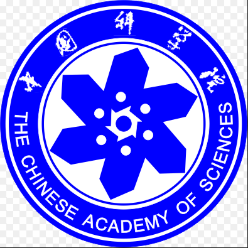 中国科学院
THE CHINESE ACADEMY OF SCIENCES